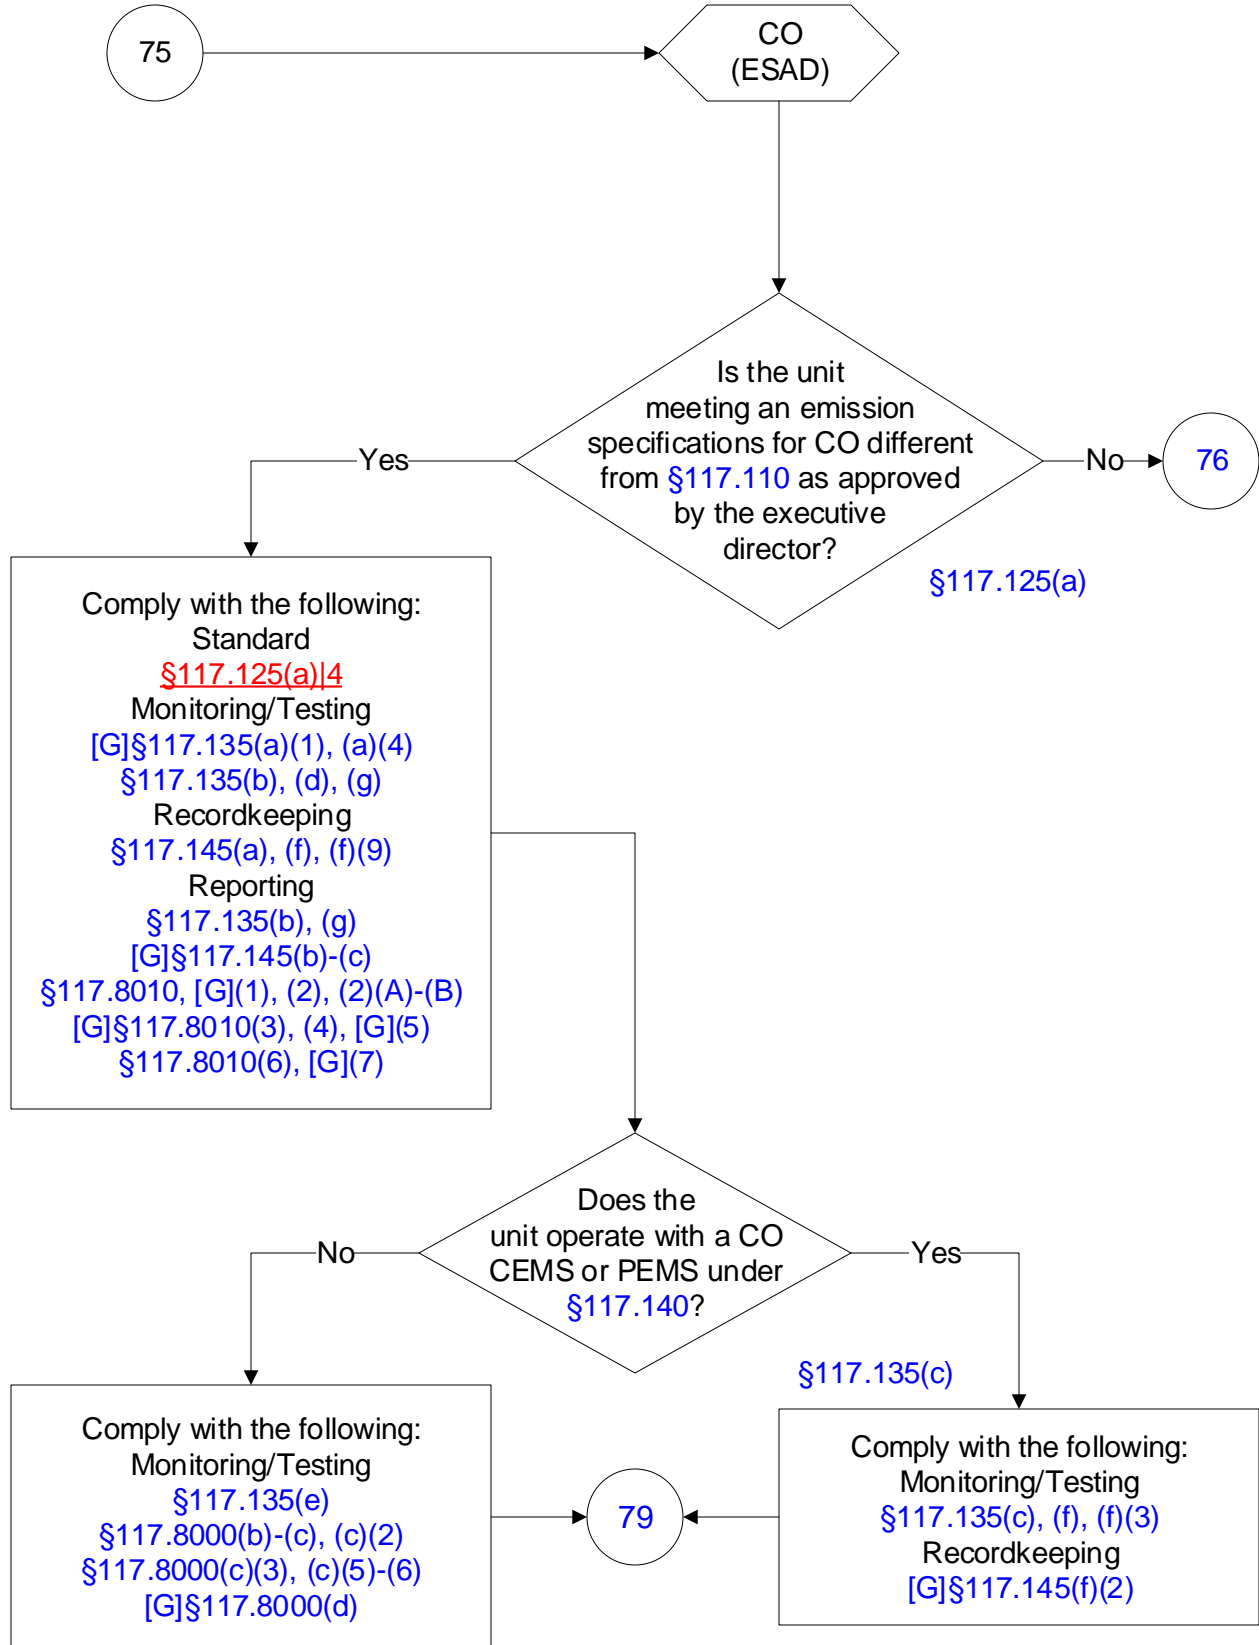 75
CO
(ESAD)
Is the unit
meeting an emission
specifications for CO different
from §117.110 as approved
by the executive
director?
Yes
No
76
§117.125(a)
Comply with the following:
Standard
§117.125(a)|4
Monitoring/Testing
[G]§117.135(a)(1), (a)(4)
§117.135(b), (d), (g)
Recordkeeping
§117.145(a), (f), (f)(9)
Reporting
§117.135(b), (g)
[G]§117.145(b)-(c)
§117.8010, [G](1), (2), (2)(A)-(B)
[G]§117.8010(3), (4), [G](5)
§117.8010(6), [G](7)
Does the
unit operate with a CO
CEMS or PEMS under
§117.140?
No
Yes
§117.135(c)
Comply with the following:
Monitoring/Testing
§117.135(e)
§117.8000(b)-(c), (c)(2)
§117.8000(c)(3), (c)(5)-(6)
[G]§117.8000(d)
79
Comply with the following:
Monitoring/Testing
§117.135(c), (f), (f)(3)
Recordkeeping
[G]§117.145(f)(2)